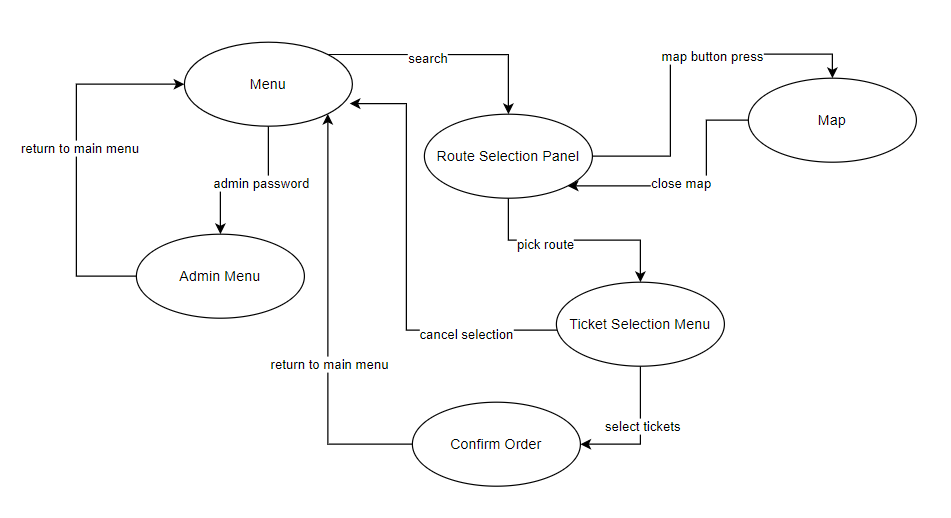 search
map button press
Menu
Map
return to main menu
Route Selection Panel
admin password
close map
pick route
Admin Menu
Ticket Selection Menu
cancel selection
return to main menu
select tickets
Confirm Order